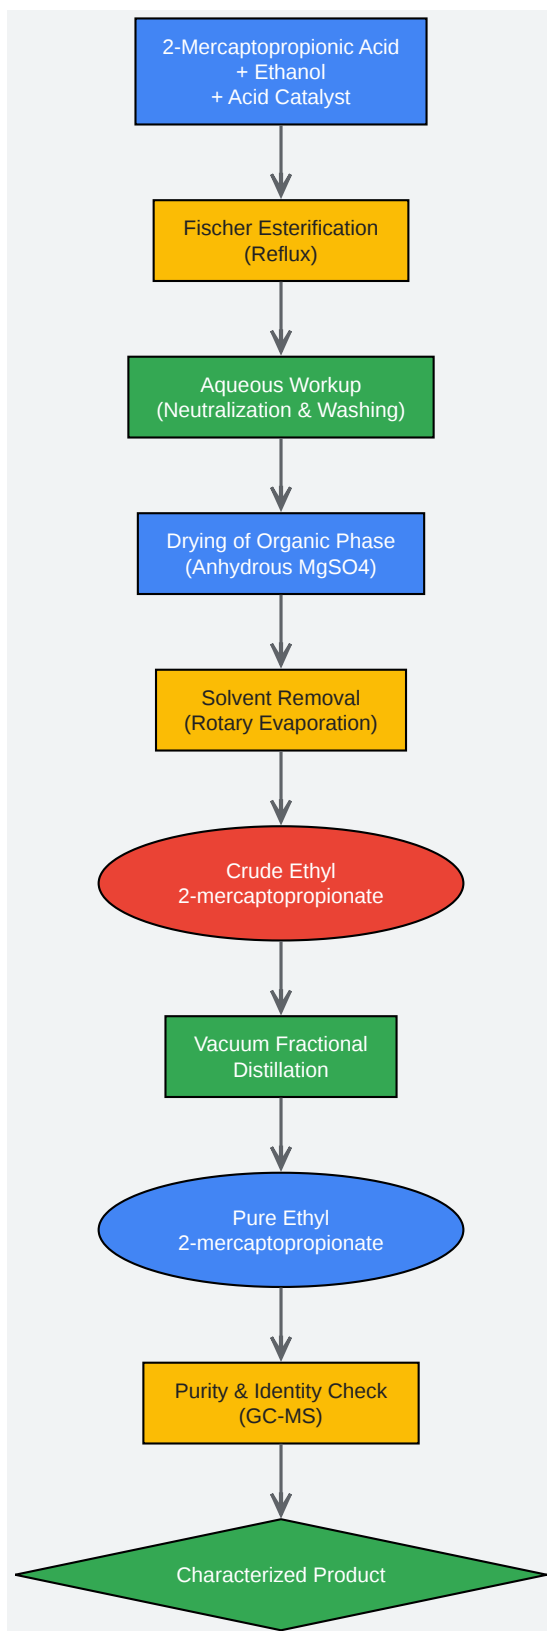 2-Mercaptopropionic Acid
+ Ethanol
+ Acid Catalyst
Fischer Esterification
(Reflux)
Aqueous Workup
(Neutralization & Washing)
Drying of Organic Phase
(Anhydrous MgSO4)
Solvent Removal
(Rotary Evaporation)
Crude Ethyl
2-mercaptopropionate
Vacuum Fractional
Distillation
Pure Ethyl
2-mercaptopropionate
Purity & Identity Check
(GC-MS)
Characterized Product